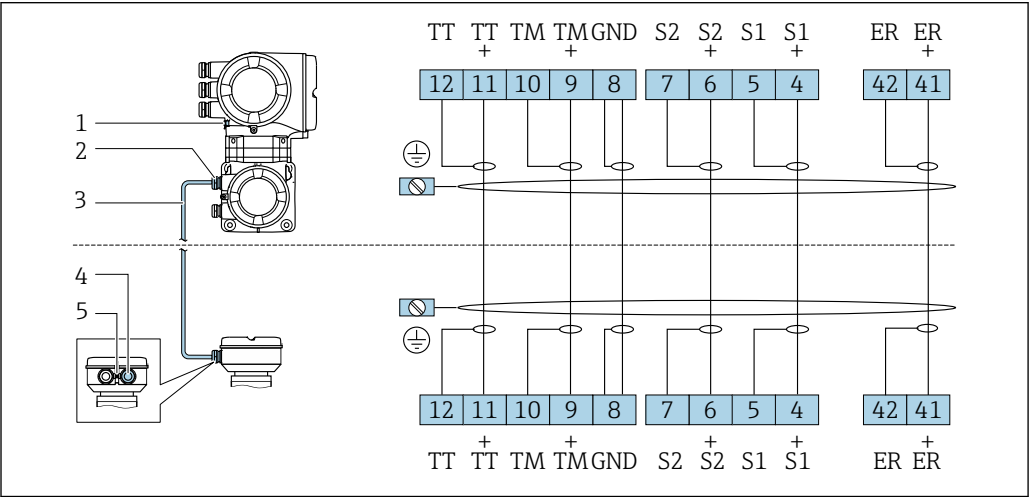 TT TT TM TM GND S2 S2 S1 S1 ER ER
+ + + + +
12 11 10 9 8 7 6 5 4 42 41
1
2
3
4
5
12 11 10 9 8 7 6 5 4 42 41
+ + + + +
TT TT TM TM GND S2 S2 S1 S1 ER ER